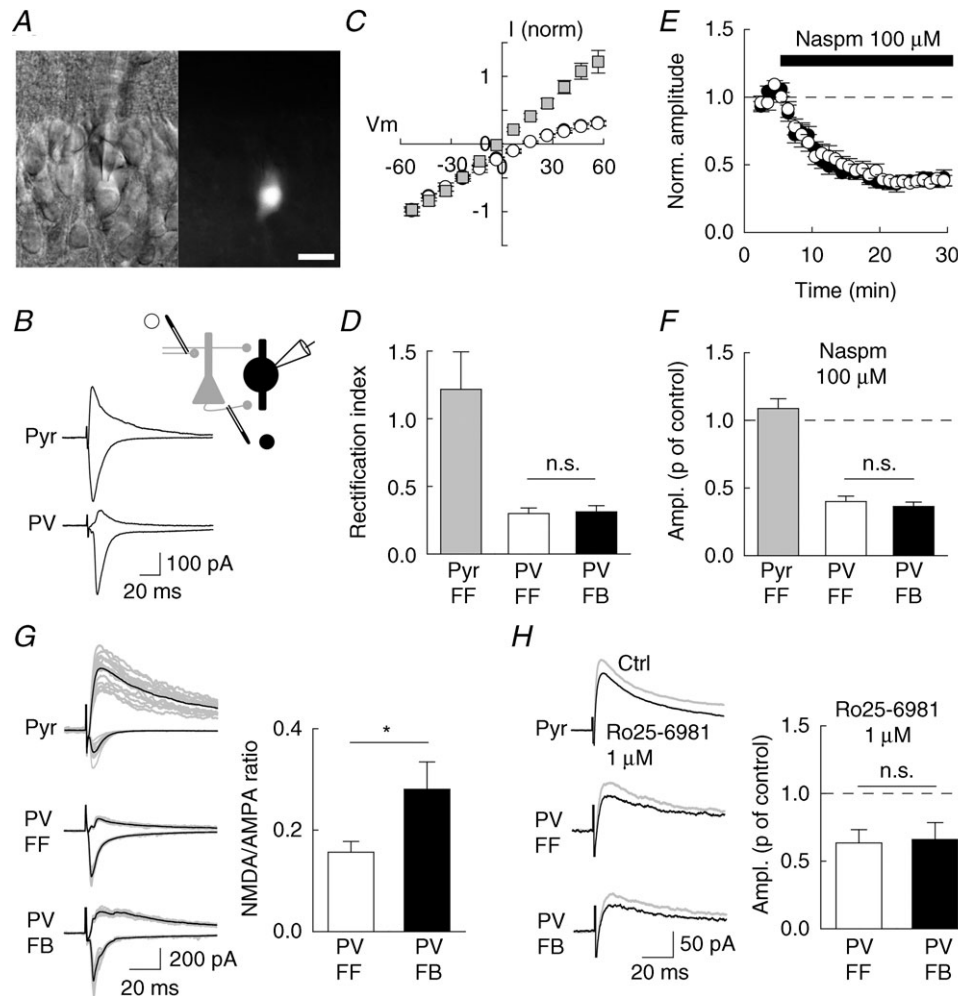 A
B
Pyr
PV
100 pA
20 ms
C
I (norm)
1
Vm
0
-60
-30
0
30
60
-1
D
Rectification index
1.5
1.0
0.5
0.0
n.s.
Pyr
FF
PV
FF
PV
FB
E
Naspm 100 μM
Norm. amplitude
1.0
0.5
0.0
0
10
20
30
Time (min)
F
Naspm
100 μM
Ampl. (p of control)
1.5
1.0
0.5
0.0
n.s.
Pyr
FF
PV
FF
PV
FB
G
Pyr
PV
FF
PV
FB
200 pA
20 ms
NMDA/AMPA ratio
0.4
0.2
0.0
*
PV
FF
PV
FB
H
Ctrl
Pyr
Ro25-6981
1 μM
PV
FF
PV
FB
50 pA
20 ms
Ro25-6981
1 μM
Ampl. (p of control)
1.5
1.0
0.5
0.0
n.s.
PV
FF
PV
FB